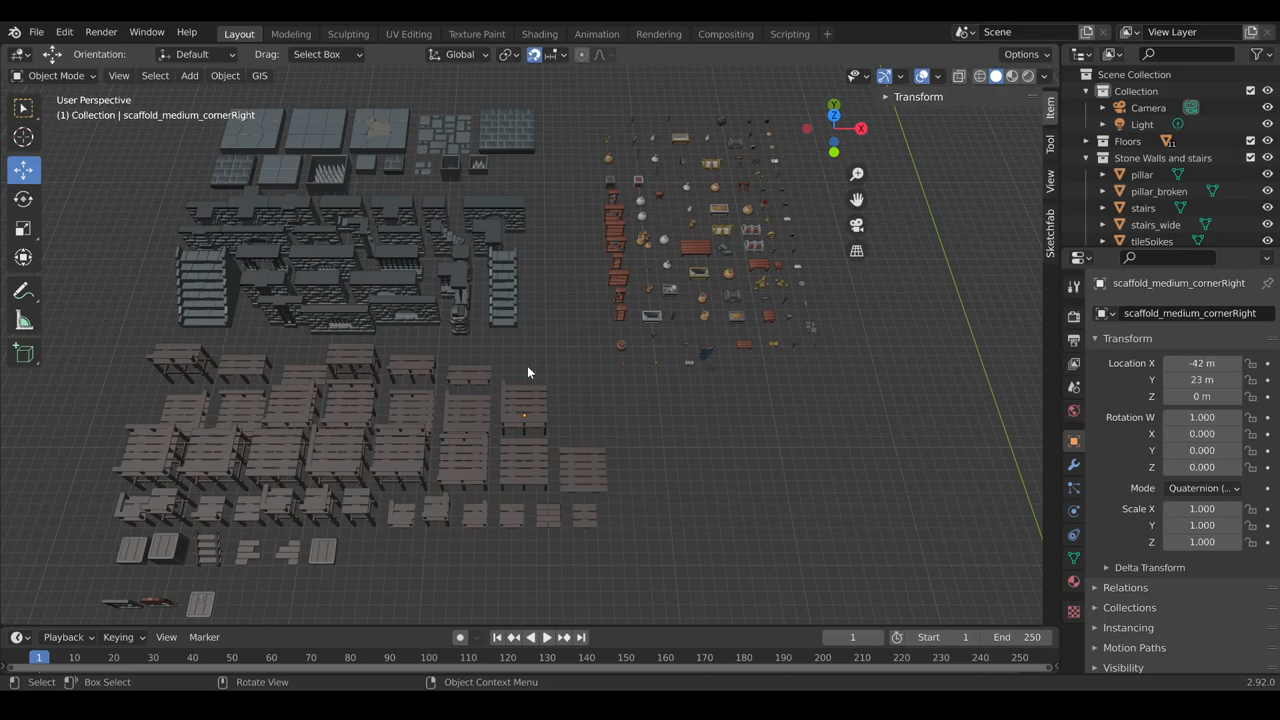 File Edit Render Window Help Layout Modeling Sculpting UV Editing Texture Paint Shading Animation Rendering Compositing Scripting + Scene View Layer
Orientation: Default Drag: Select Box Global Options
Object Mode View Select Add Object GIS
User Perspective
(1) Collection | scaffold_medium_cornerRight
Transform
Y
Z
X
Item
Tool
View
Sketchfab
Scene Collection
Collection
Camera
Light
Floors 11
Stone Walls and stairs
pillar
pillar_broken
stairs
stairs_wide
tileSpikes
scaffold_medium_cornerRight
scaffold_medium_cornerRight
Transform
Location X -42 m
Y 23 m
Z 0 m
Rotation W 1.000
X 0.000
Y 0.000
Z 0.000
Mode Quaternion (...
Scale X 1.000
Y 1.000
Z 1.000
Delta Transform
Relations
Collections
Instancing
Motion Paths
Visibility
Playback Keying View Marker 1 Start 1 End 250
1 10 20 30 40 50 60 70 80 90 100 110 120 130 140 150 160 170 180 190 200 210 220 230 240 250
Select Box Select Rotate View Object Context Menu 2.92.0